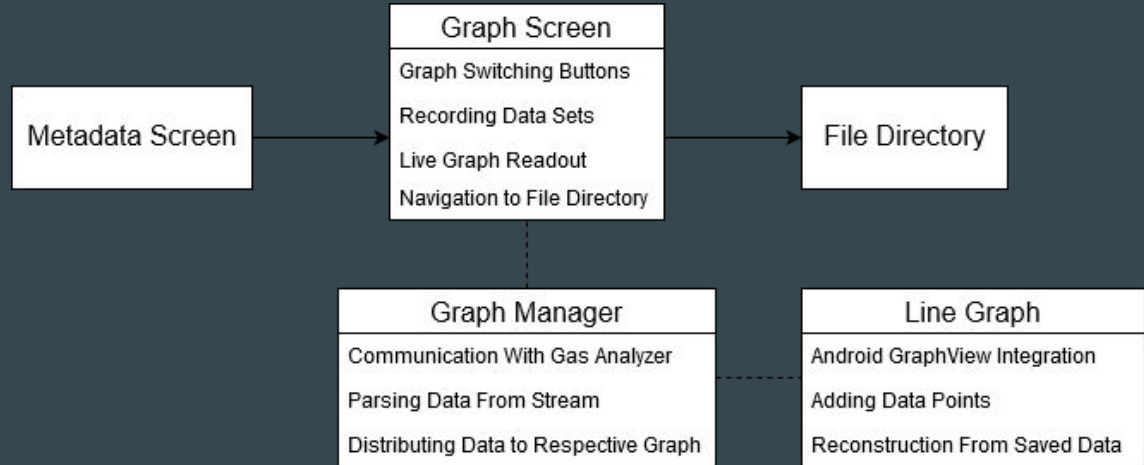 Graph Screen
Graph Switching Buttons
Recording Data Sets
Live Graph Readout
Navigation to File Directory
Metadata Screen
File Directory
Graph Manager
Communication With Gas Analyzer
Parsing Data From Stream
Distributing Data to Respective Graph
Line Graph
Android GraphView Integration
Adding Data Points
Reconstruction From Saved Data